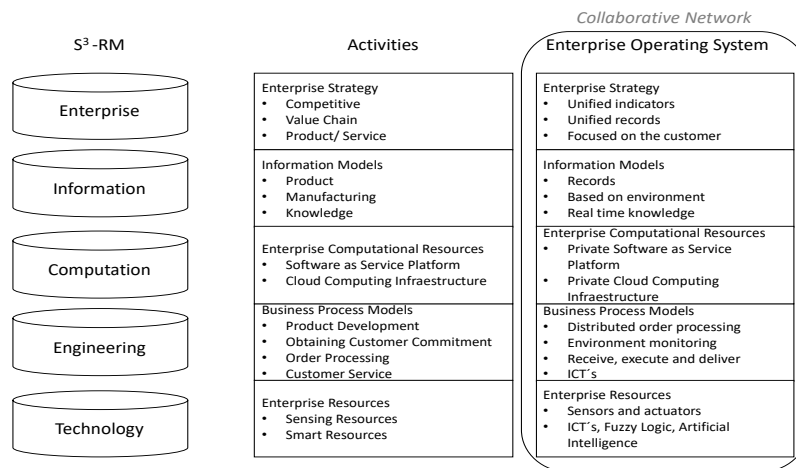 Collaborative Network
S³ -RM
Activities
Enterprise Operating System
Enterprise
Enterprise Strategy
• Competitive
• Value Chain
• Product/ Service
Enterprise Strategy
• Unified indicators
• Unified records
• Focused on the customer
Information
Information Models
• Product
• Manufacturing
• Knowledge
Information Models
• Records
• Based on environment
• Real time knowledge
Computation
Enterprise Computational Resources
• Software as Service Platform
• Cloud Computing Infraestructure
Enterprise Computational Resources
• Private Software as Service
Platform
• Private Cloud Computing
Infraestructure
Engineering
Business Process Models
• Product Development
• Obtaining Customer Commitment
• Order Processing
• Customer Service
Business Process Models
• Distributed order processing
• Environment monitoring
• Receive, execute and deliver
• ICT´s
Technology
Enterprise Resources
• Sensing Resources
• Smart Resources
Enterprise Resources
• Sensors and actuators
• ICT´s, Fuzzy Logic, Artificial
Intelligence